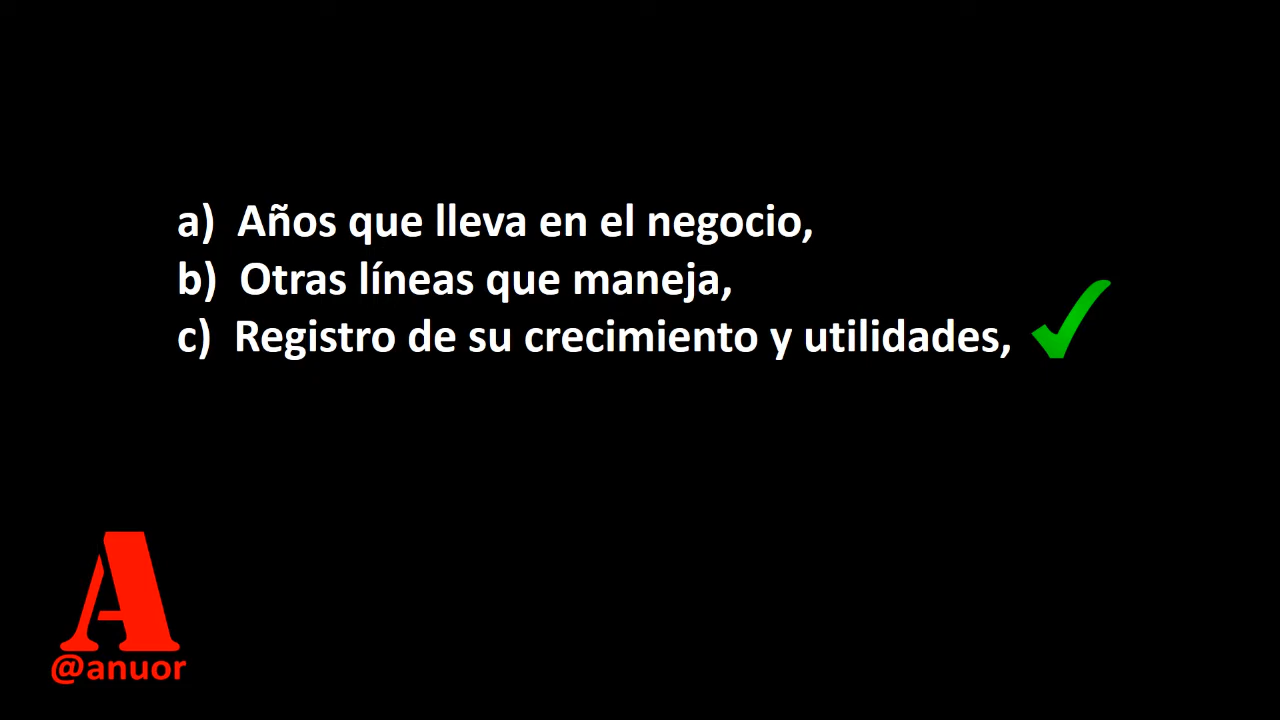 a) Años que lleva en el negocio,
b) Otras líneas que maneja,
c) Registro de su crecimiento y utilidades,
A
@anuor